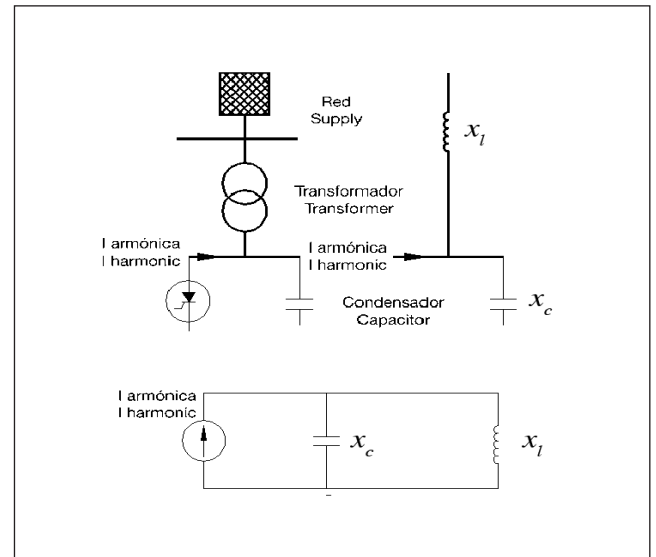 Red
Supply
x_l
Transformador
Transformer
I armónica
I harmonic
I armónica
I harmonic
Condensador
Capacitor
x_c
I armónica
I harmonic
x_c
x_l